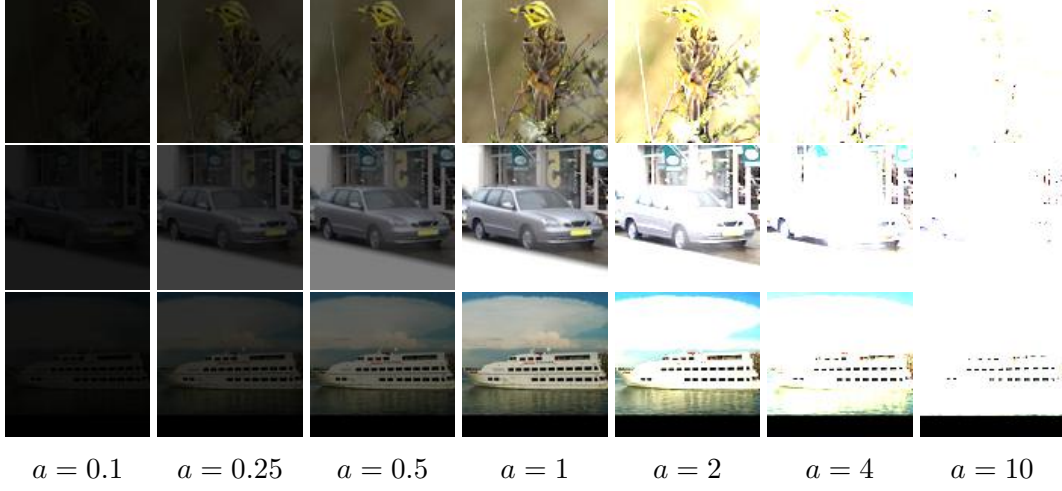 a = 0.1 a = 0.25 a = 0.5 a = 1 a = 2 a = 4 a = 10